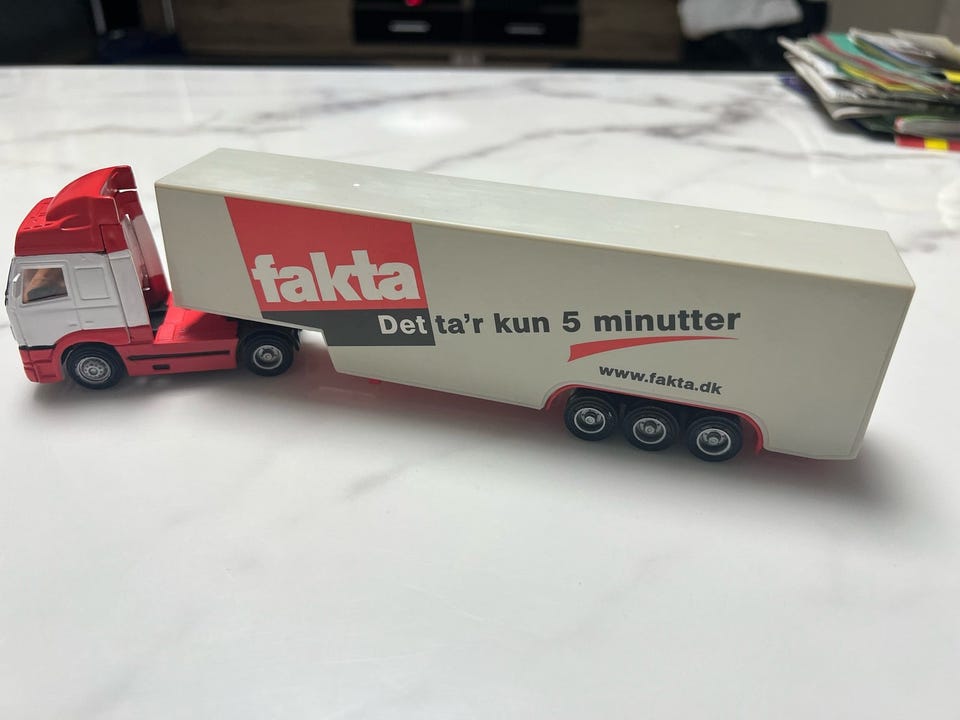 fakta
Det ta'r kun 5 minutter
www.fakta.dk